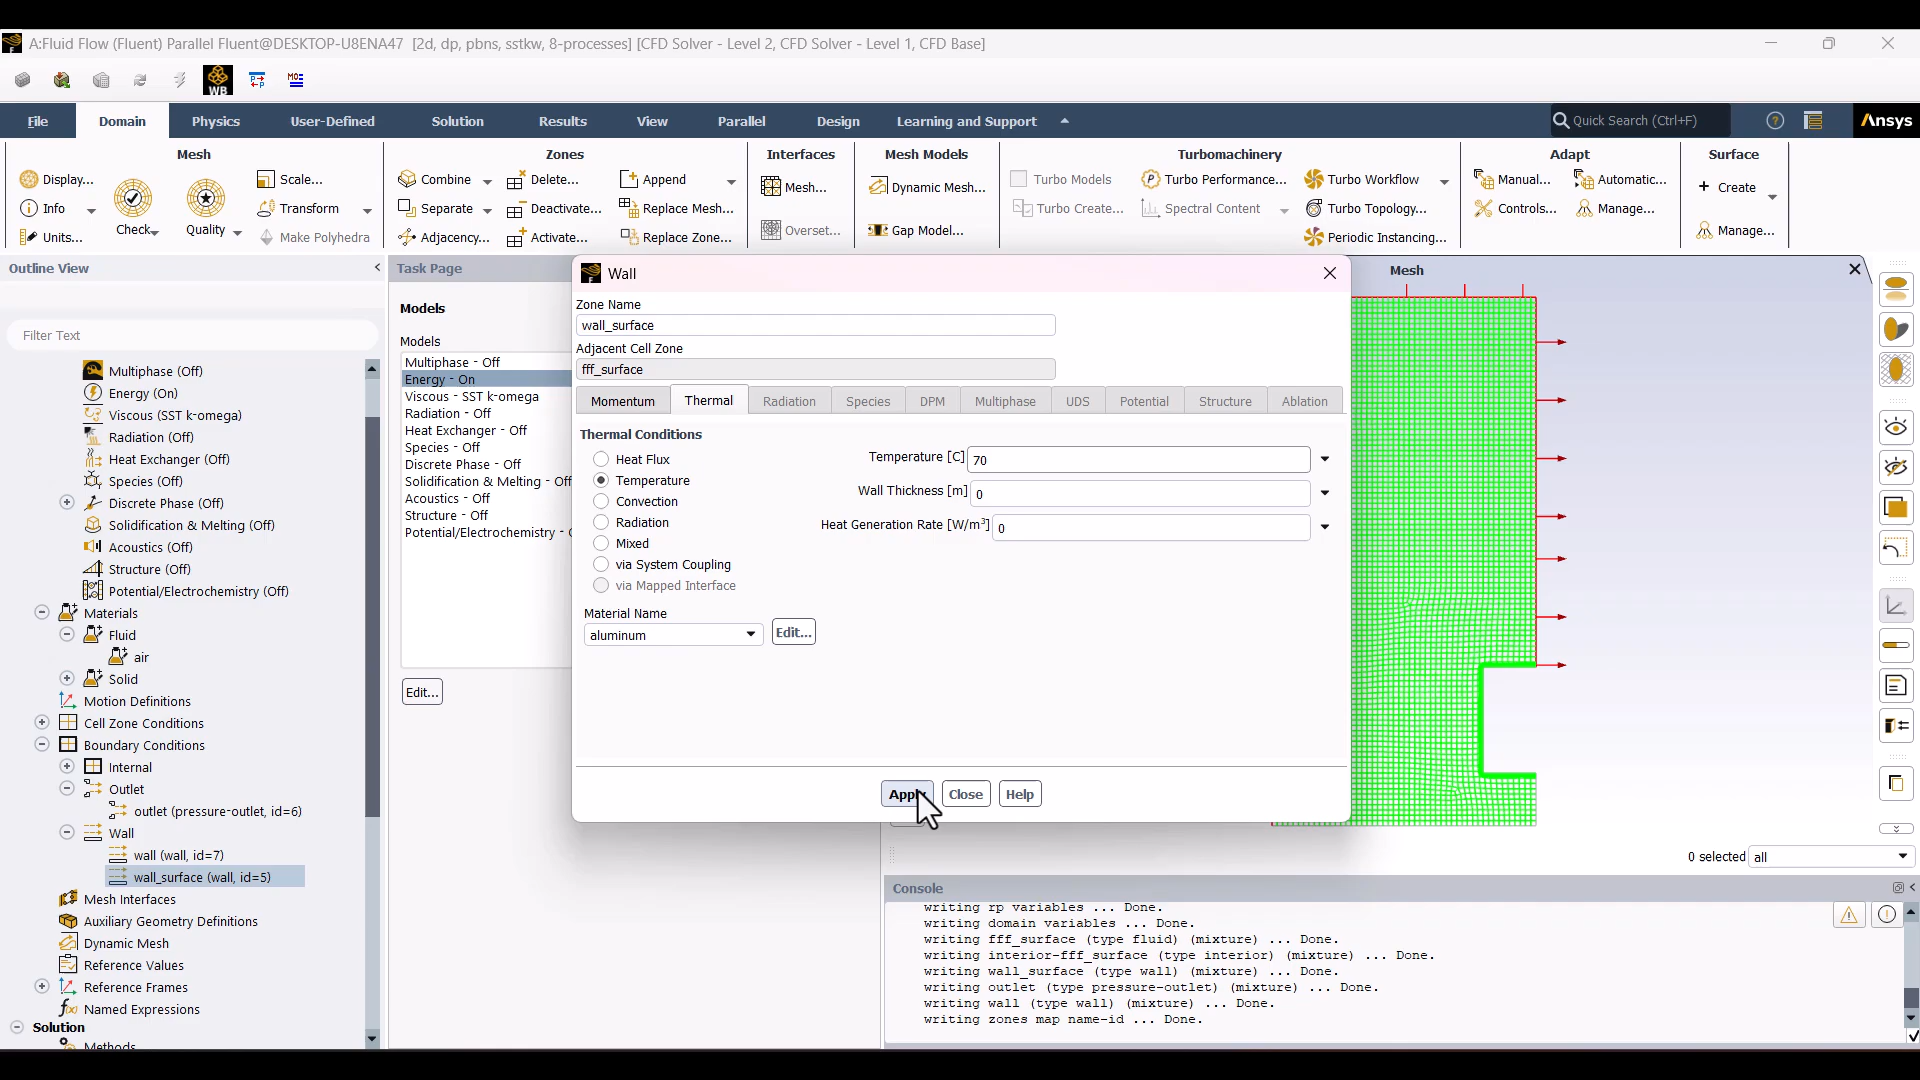 A:Fluid Flow (Fluent) Parallel Fluent@DESKTOP-U8ENA47 [2d, dp, pbns, sstkw, 8-processes] [CFD Solver - Level 2, CFD Solver - Level 1, CFD Base]
WB
File Domain Physics User-Defined Solution Results View Parallel Design Learning and Support Quick Search (Ctrl+F) Ansys
Mesh Zones Interfaces Mesh Models Turbomachinery Adapt Surface
Display... Scale... Combine Delete... Append Mesh... Dynamic Mesh... Turbo Models Turbo Performance... Turbo Workflow Manual... Automatic... Create
Info Transform Separate Deactivate... Replace Mesh... Turbo Create... Spectral Content Turbo Topology... Controls... Manage...
Units... Check Quality Make Polyhedra Adjacency... Activate... Replace Zone... Overset... Gap Model... Periodic Instancing... Manage...
Outline View
Filter Text
Multiphase (Off)
Energy (On)
Viscous (SST k-omega)
Radiation (Off)
Heat Exchanger (Off)
Species (Off)
Discrete Phase (Off)
Solidification & Melting (Off)
Acoustics (Off)
Structure (Off)
Potential/Electrochemistry (Off)
Materials
Fluid
air
Solid
Motion Definitions
Cell Zone Conditions
Boundary Conditions
Internal
Outlet
outlet (pressure-outlet, id=6)
Wall
wall (wall, id=7)
wall_surface (wall, id=5)
Mesh Interfaces
Auxiliary Geometry Definitions
Dynamic Mesh
Reference Values
Reference Frames
Named Expressions
Solution
Methods
Task Page
Models
Models
Multiphase - Off
Energy - On
Viscous - SST k-omega
Radiation - Off
Heat Exchanger - Off
Species - Off
Discrete Phase - Off
Solidification & Melting - Off
Acoustics - Off
Structure - Off
Potential/Electrochemistry -
Edit...
Wall
Zone Name
wall_surface
Adjacent Cell Zone
fff_surface
Momentum Thermal Radiation Species DPM Multiphase UDS Potential Structure Ablation
Thermal Conditions
Heat Flux
Temperature
Convection
Radiation
Mixed
via System Coupling
via Mapped Interface
Temperature [C] 70
Wall Thickness [m] 0
Heat Generation Rate [W/m³] 0
Material Name
aluminum Edit...
Apply Close Help
Mesh
0 selected all
Console
writing rp variables ... Done.
writing domain variables ... Done.
writing fff_surface (type fluid) (mixture) ... Done.
writing interior-fff_surface (type interior) (mixture) ... Done.
writing wall_surface (type wall) (mixture) ... Done.
writing outlet (type pressure-outlet) (mixture) ... Done.
writing wall (type wall) (mixture) ... Done.
writing zones map name-id ... Done.